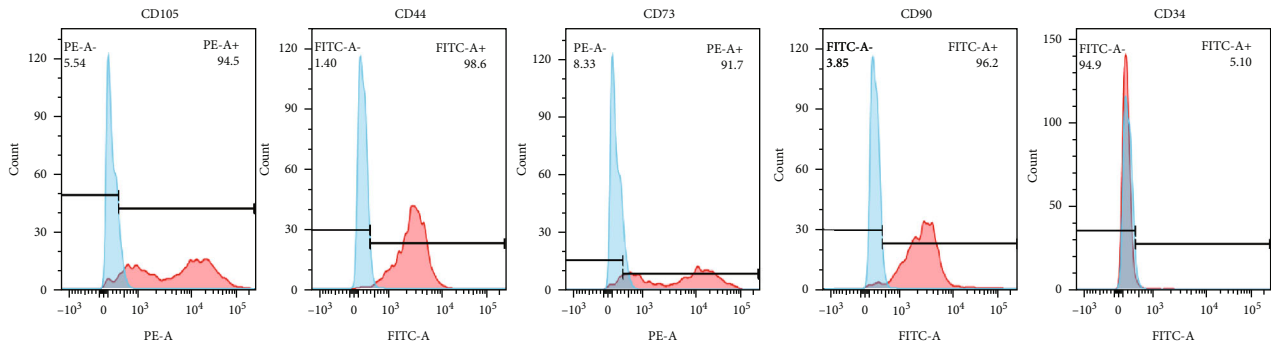 CD105
PE-A-
5.54
PE-A+
94.5
120
90
60
30
0
Count
−10³ 0 10³ 10⁴ 10⁵
PE-A
CD44
FITC-A-
1.40
FITC-A+
98.6
120
90
60
30
0
Count
−10³ 0 10³ 10⁴ 10⁵
FITC-A
CD73
PE-A-
8.33
PE-A+
91.7
120
90
60
30
0
Count
−10³ 0 10³ 10⁴ 10⁵
PE-A
CD90
FITC-A-
3.85
FITC-A+
96.2
120
90
60
30
0
Count
−10³ 0 10³ 10⁴ 10⁵
FITC-A
CD34
FITC-A-
94.9
FITC-A+
5.10
150
100
50
0
Count
−10³ 0 10³ 10⁴ 10⁵
FITC-A